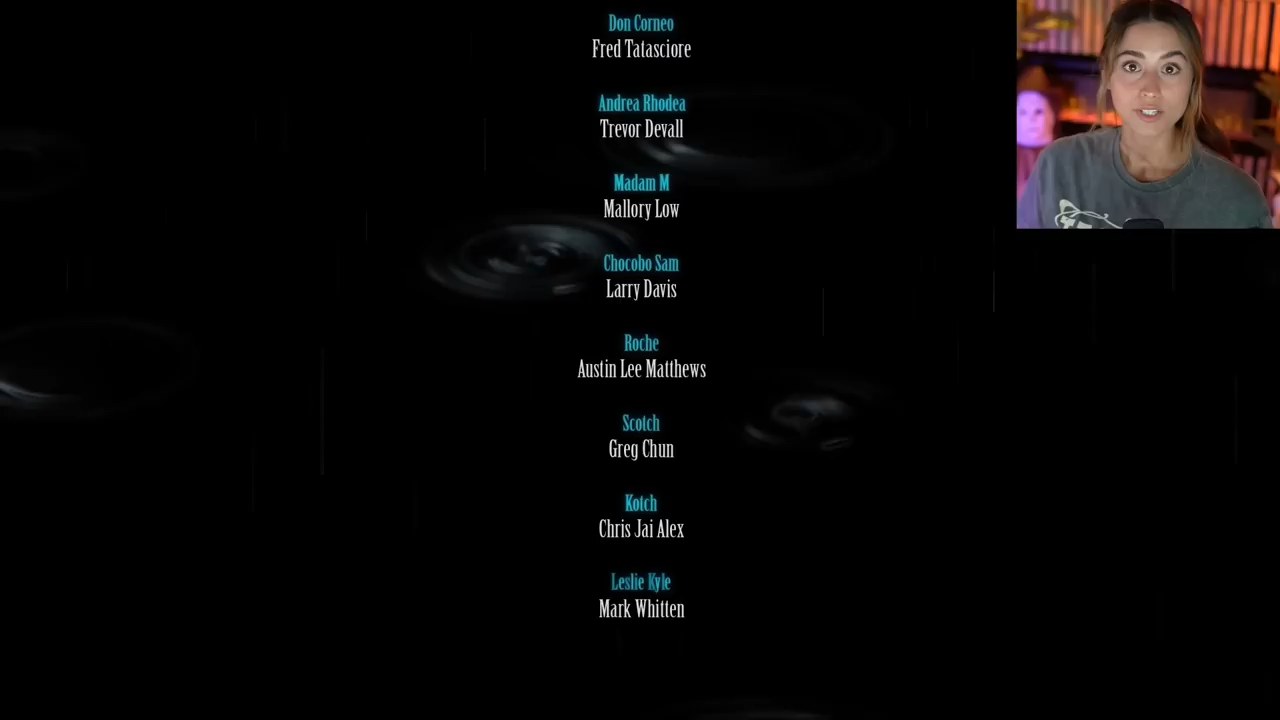 Don Corneo
Fred Tatasciore
Andrea Rhodea
Trevor Devall
Madam M
Mallory Low
Chocobo Sam
Larry Davis
Roche
Austin Lee Matthews
Scotch
Greg Chun
Kotch
Chris Jai Alex
Leslie Kyle
Mark Whitten